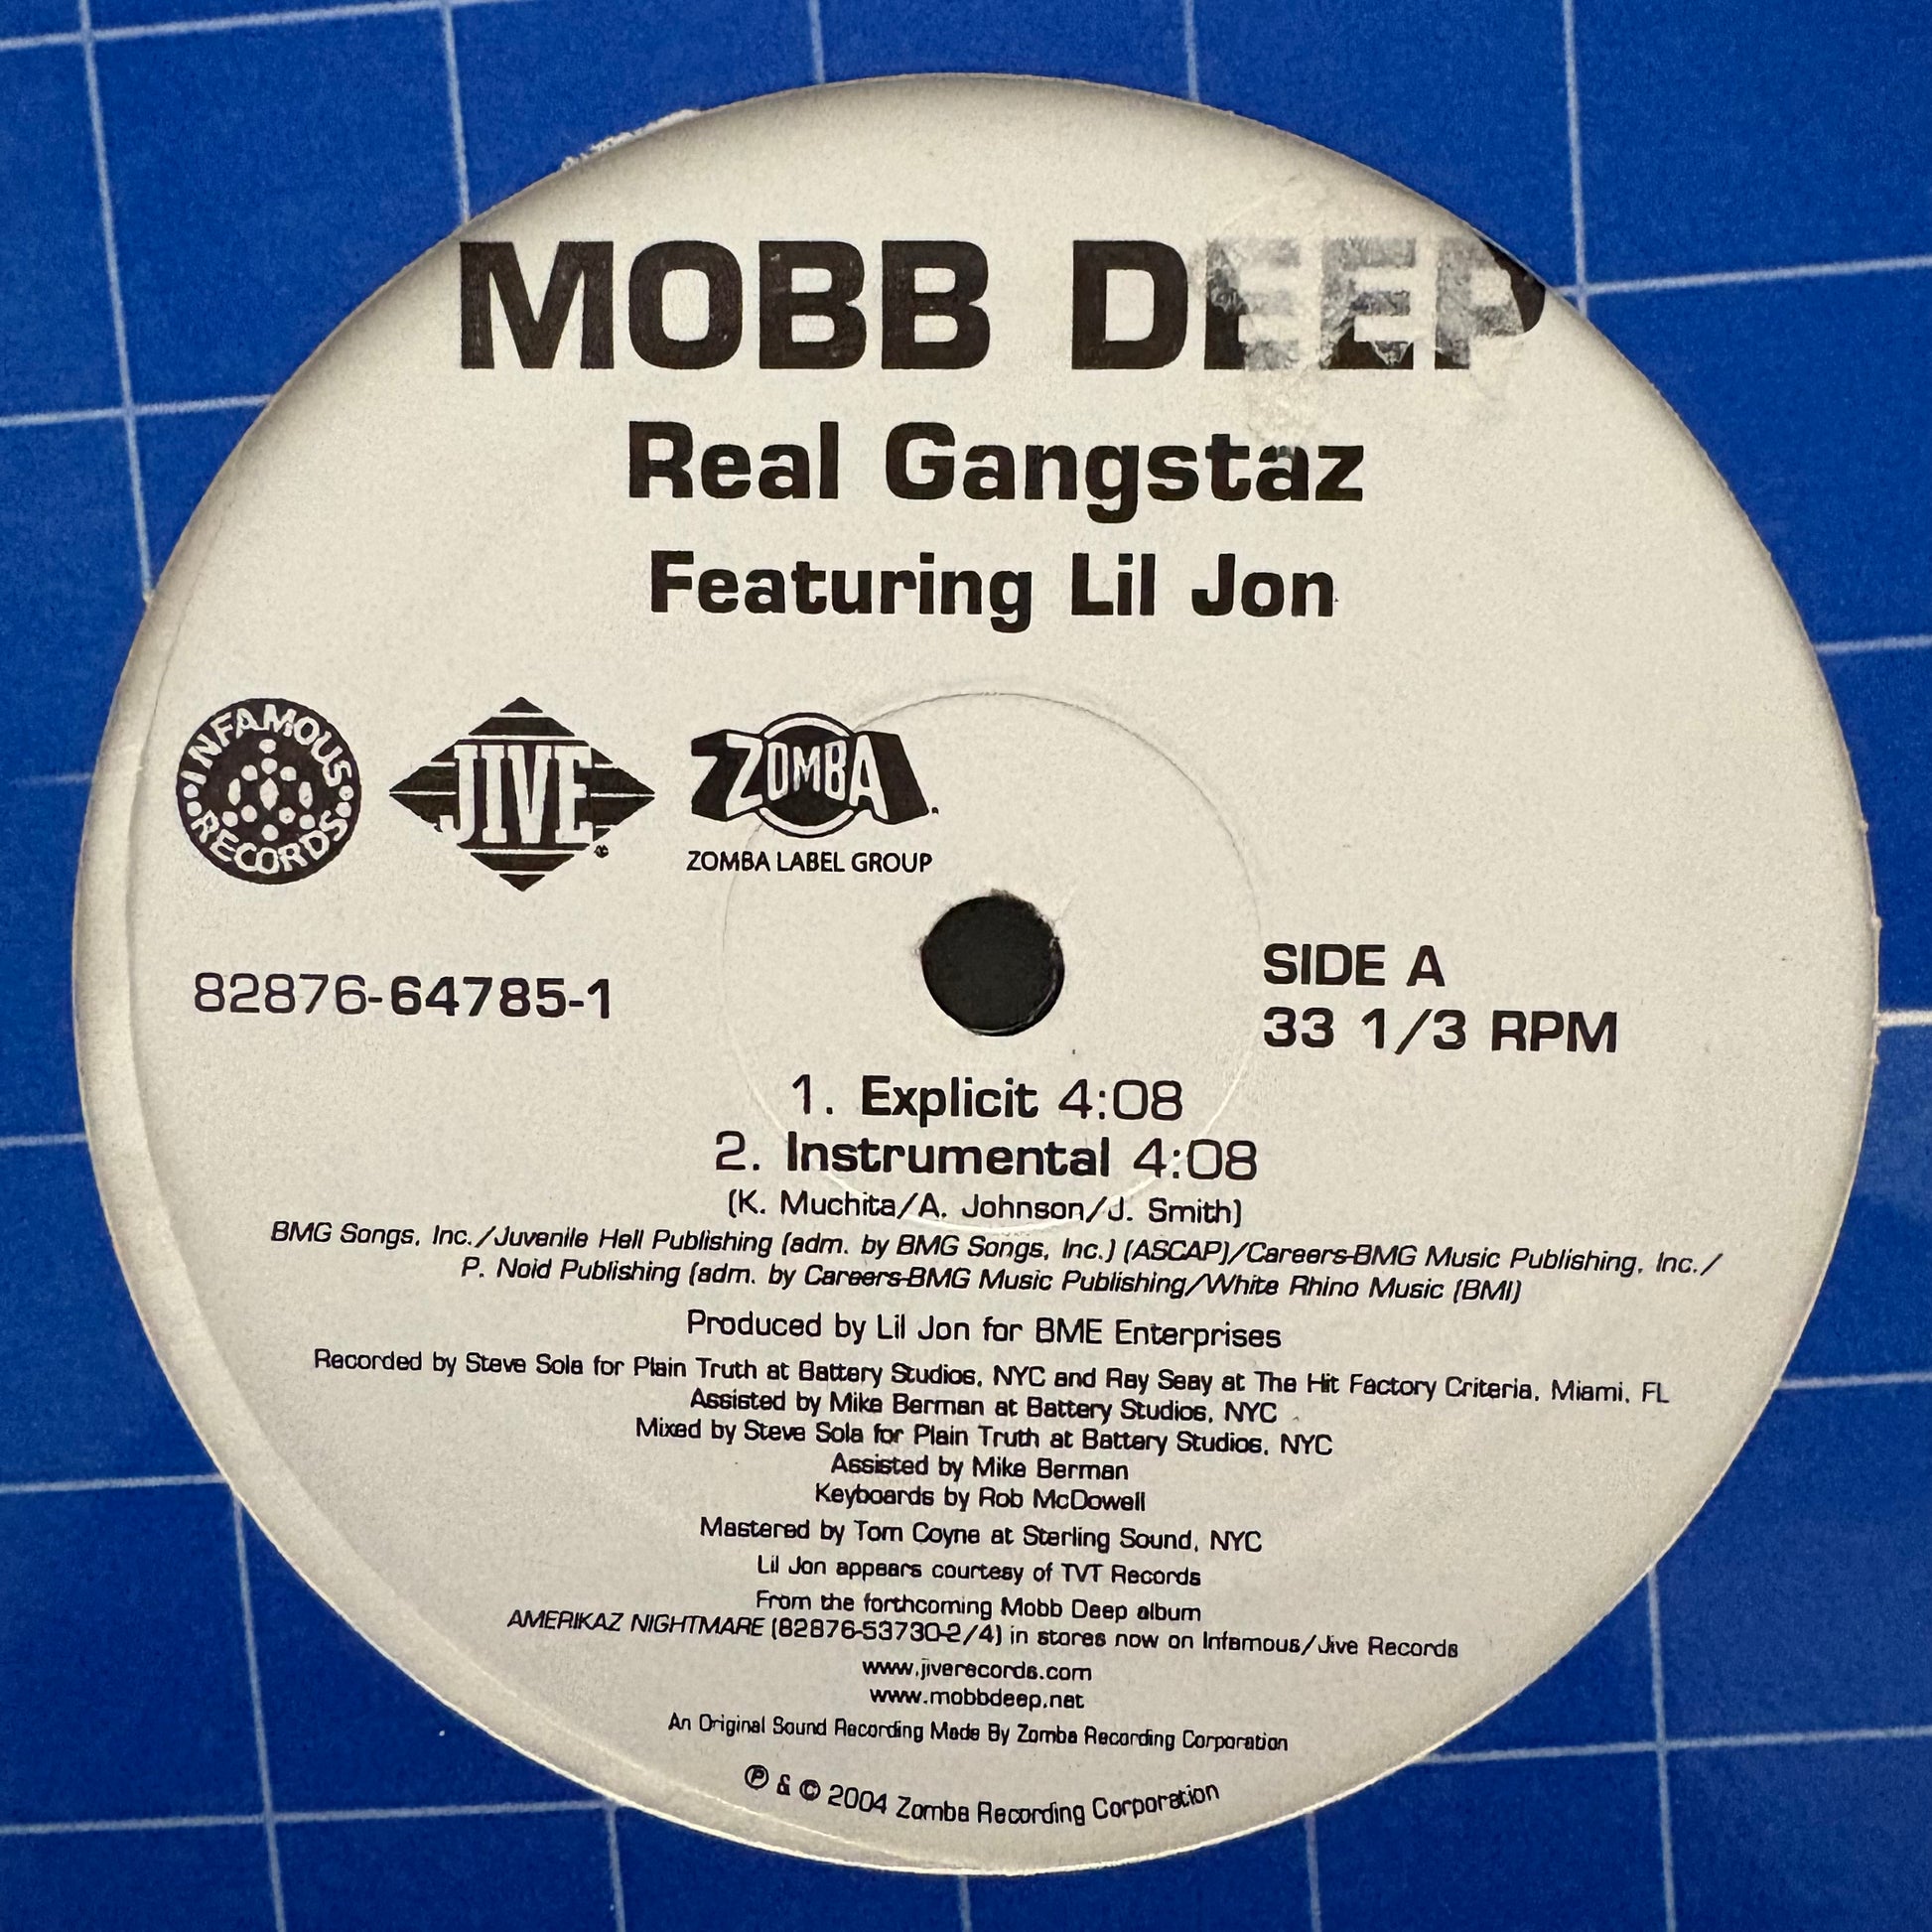 MOBB DEEP
Real Gangstaz
Featuring Lil Jon
INFAMOUS RECORDS
JIVE
ZOMBA
ZOMBA LABEL GROUP
82876-64785-1
SIDE A
33 1/3 RPM
1. Explicit 4:08
2. Instrumental 4:08
(K. Muchita/A. Johnson/J. Smith)
BMG Songs, Inc./Juvenile Hell Publishing (adm. by BMG Songs, Inc.) (ASCAP)/Careers-BMG Music Publishing, Inc./
P. Noid Publishing (adm. by Careers-BMG Music Publishing/White Rhino Music (BMI)
Produced by Lil Jon for BME Enterprises
Recorded by Steve Sola for Plain Truth at Battery Studios, NYC and Ray Seay at The Hit Factory Criteria, Miami, FL
Assisted by Mike Berman at Battery Studios, NYC
Mixed by Steve Sola for Plain Truth at Battery Studios, NYC
Assisted by Mike Berman
Keyboards by Rob McDowell
Mastered by Tom Coyne at Sterling Sound, NYC
Lil Jon appears courtesy of TVT Records
From the forthcoming Mobb Deep album
AMERIKAZ NIGHTMARE (82876-53730-2/4) in stores now on Infamous/Jive Records
www.jiverecords.com
www.mobbdeep.net
An Original Sound Recording Made By Zomba Recording Corporation
℗ & © 2004 Zomba Recording Corporation